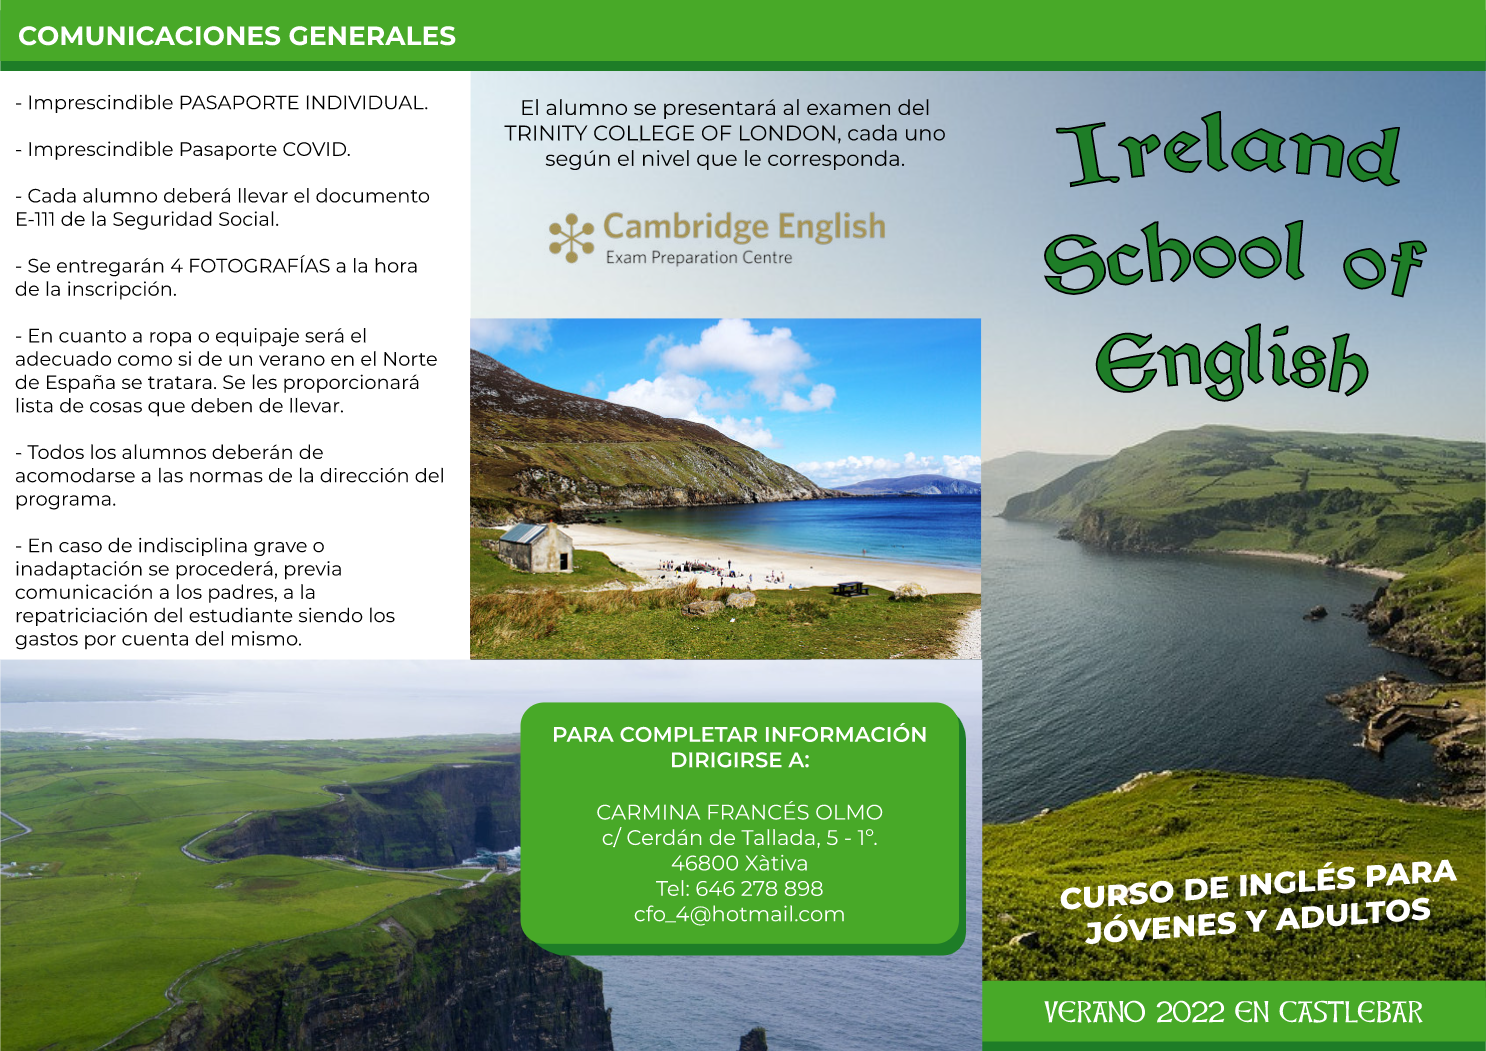 COMUNICACIONES GENERALES
- Imprescindible PASAPORTE INDIVIDUAL.
- Imprescindible Pasaporte COVID.
- Cada alumno deberá llevar el documento
E-111 de la Seguridad Social.
- Se entregarán 4 FOTOGRAFÍAS a la hora
de la inscripción.
- En cuanto a ropa o equipaje será el
adecuado como si de un verano en el Norte
de España se tratara. Se les proporcionará
lista de cosas que deben de llevar.
- Todos los alumnos deberán de
acomodarse a las normas de la dirección del
programa.
- En caso de indisciplina grave o
inadaptación se procederá, previa
comunicación a los padres, a la
repatriciación del estudiante siendo los
gastos por cuenta del mismo.
El alumno se presentará al examen del
TRINITY COLLEGE OF LONDON, cada uno
según el nivel que le corresponda.
Cambridge English
Exam Preparation Centre
PARA COMPLETAR INFORMACIÓN
DIRIGIRSE A:
CARMINA FRANCÉS OLMO
c/ Cerdán de Tallada, 5 - 1º.
46800 Xàtiva
Tel: 646 278 898
cfo_4@hotmail.com
Ireland
School of
English
CURSO DE INGLÉS PARA
JÓVENES Y ADULTOS
VERANO 2022 EN CASTLEBAR